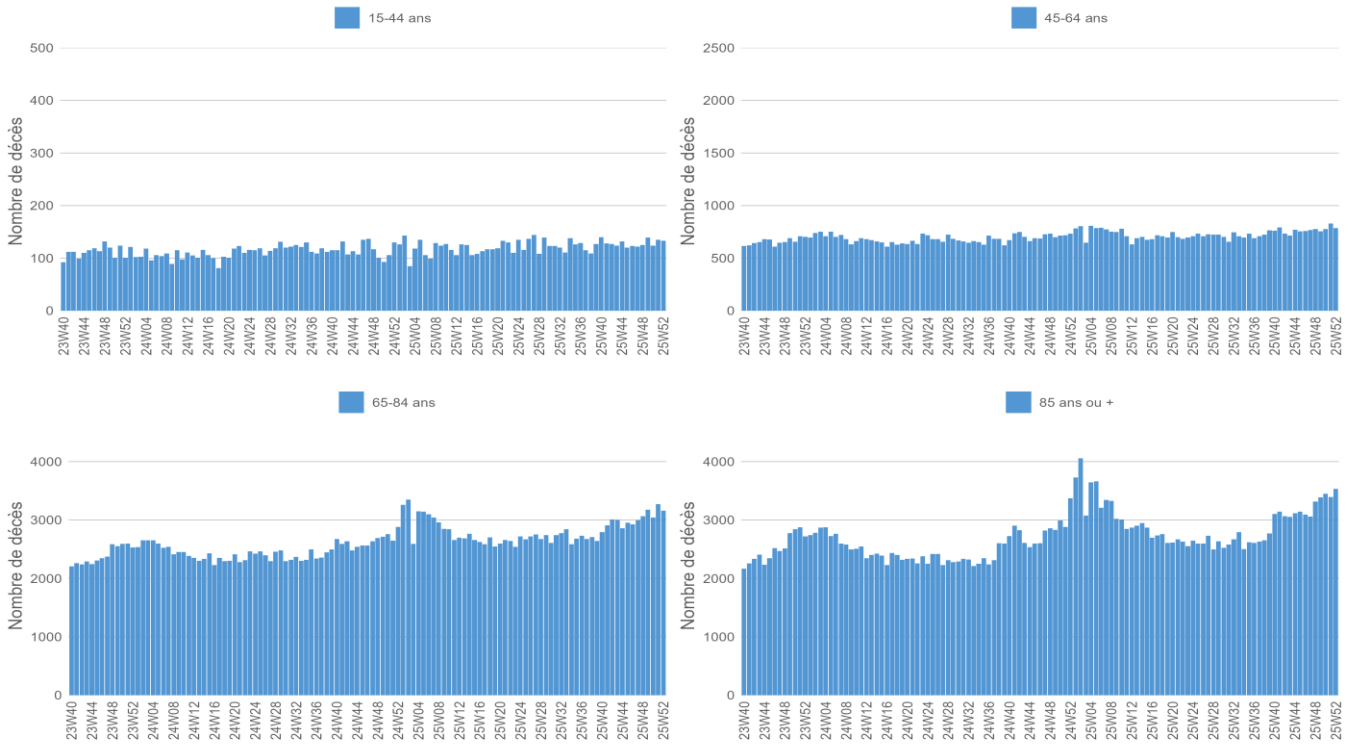 15-44 ans
Nombre de décès
500
400
300
200
100
0
23W40
23W44
23W48
23W52
24W04
24W08
24W12
24W16
24W20
24W24
24W28
24W32
24W36
24W40
24W44
24W48
24W52
25W04
25W08
25W12
25W16
25W20
25W24
25W28
25W32
25W36
25W40
25W44
25W48
25W52
45-64 ans
Nombre de décès
2500
2000
1500
1000
500
0
23W40
23W44
23W48
23W52
24W04
24W08
24W12
24W16
24W20
24W24
24W28
24W32
24W36
24W40
24W44
24W48
24W52
25W04
25W08
25W12
25W16
25W20
25W24
25W28
25W32
25W36
25W40
25W44
25W48
25W52
65-84 ans
Nombre de décès
4000
3000
2000
1000
0
23W40
23W44
23W48
23W52
24W04
24W08
24W12
24W16
24W20
24W24
24W28
24W32
24W36
24W40
24W44
24W48
24W52
25W04
25W08
25W12
25W16
25W20
25W24
25W28
25W32
25W36
25W40
25W44
25W48
25W52
85 ans ou +
Nombre de décès
4000
3000
2000
1000
0
23W40
23W44
23W48
23W52
24W04
24W08
24W12
24W16
24W20
24W24
24W28
24W32
24W36
24W40
24W44
24W48
24W52
25W04
25W08
25W12
25W16
25W20
25W24
25W28
25W32
25W36
25W40
25W44
25W48
25W52